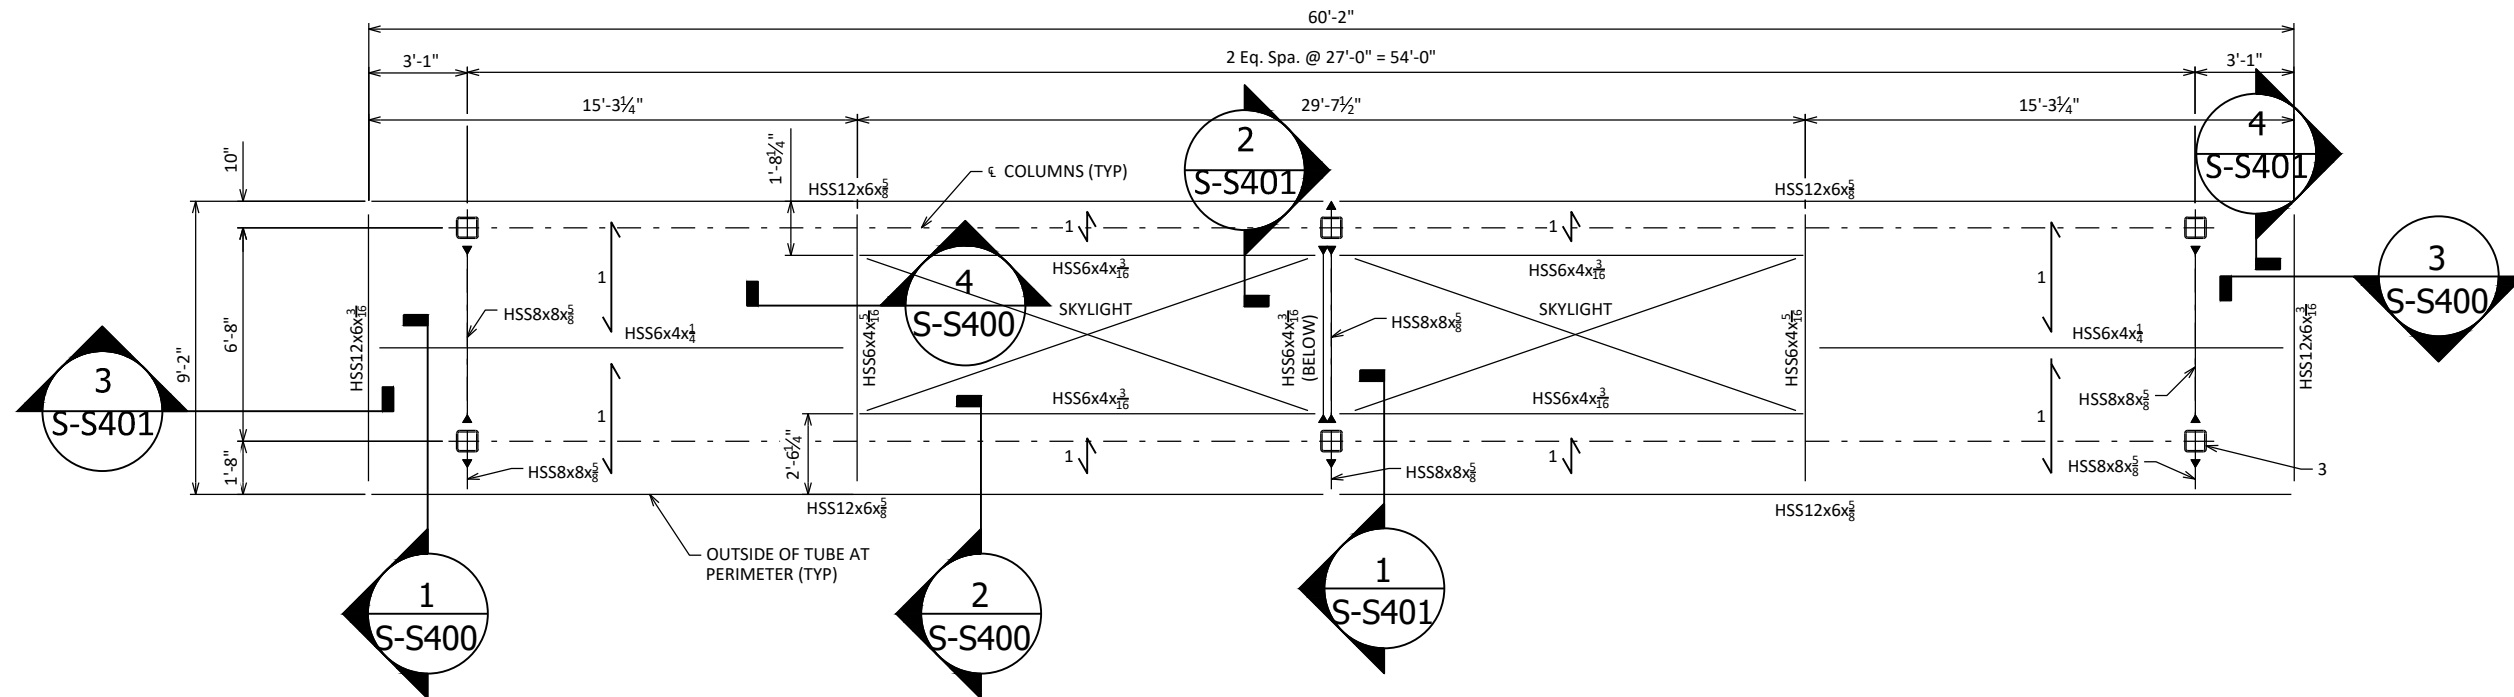 60'-2"
3'-1"
2 Eq. Spa. @ 27'-0" = 54'-0"
3'-1"
15'-3¼"
29'-7½"
15'-3¼"
10"
1'-8¼"
2
S-S401
4
S-S401
℄ COLUMNS (TYP)
HSS12x6x⅝
HSS12x6x⅝
9'-2"
6'-8"
1'-8"
1
1
1
1
HSS6x4x3/16
HSS6x4x3/16
4
S-S400
3
S-S400
SKYLIGHT
SKYLIGHT
HSS8x8x⅝
HSS8x8x⅝
HSS12x6x3/16
HSS6x4x¼
HSS6x4x5/16
HSS6x4x3/16
(BELOW)
HSS6x4x5/16
HSS6x4x¼
HSS12x6x3/16
3
S-S401
HSS6x4x3/16
HSS6x4x3/16
HSS8x8x⅝
1
1
2'-6¼"
1
1
HSS8x8x⅝
HSS8x8x⅝
HSS8x8x⅝
3
HSS12x6x⅝
HSS12x6x⅝
OUTSIDE OF TUBE AT
PERIMETER (TYP)
1
S-S400
2
S-S400
1
S-S401